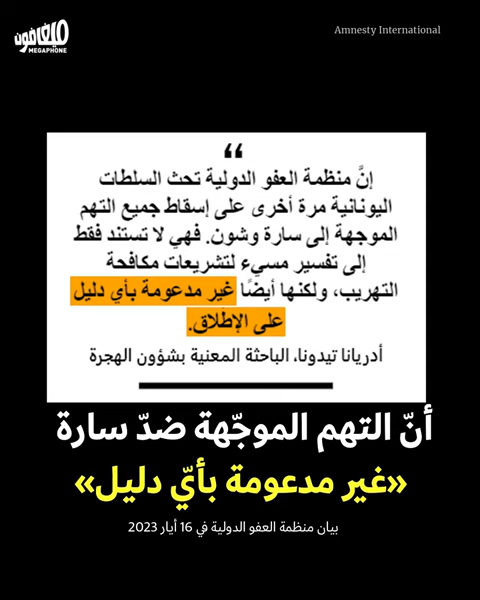 ميغافون
MEGAPHONE
Amnesty International
“
إنَّ منظمة العفو الدولية تحث السلطات
اليونانية مرة أخرى على إسقاط جميع التهم
الموجهة إلى سارة وشون. فهي لا تستند فقط
إلى تفسير مسيء لتشريعات مكافحة
التهريب، ولكنها أيضًا غير مدعومة بأي دليل
على الإطلاق.
أدريانا تيدونا، الباحثة المعنية بشؤون الهجرة
أنّ التهم الموجّهة ضدّ سارة
«غير مدعومة بأيّ دليل»
بيان منظمة العفو الدولية في 16 أيار 2023